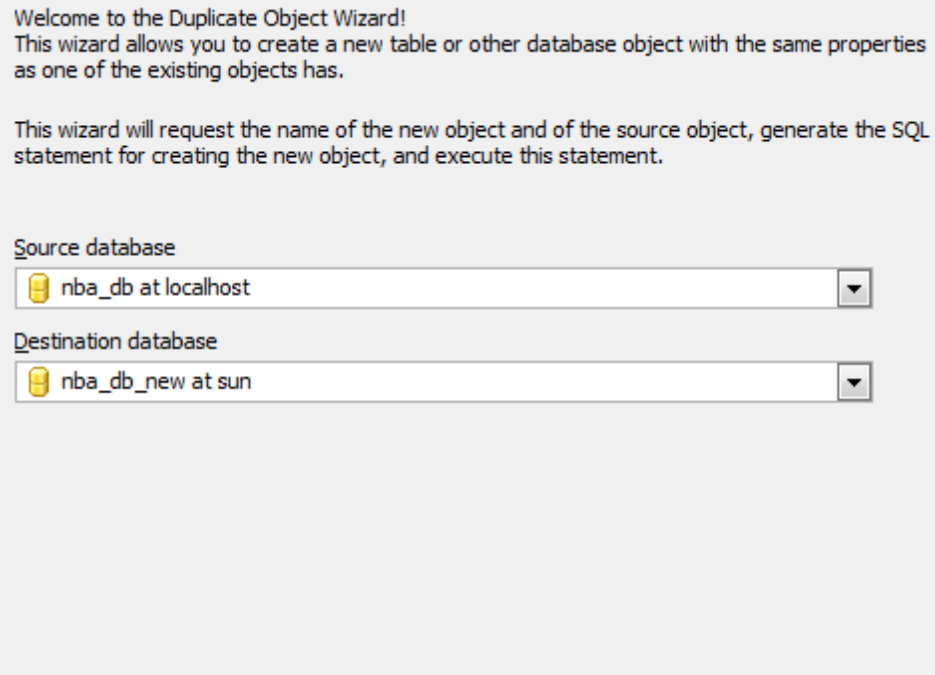 Welcome to the Duplicate Object Wizard!
This wizard allows you to create a new table or other database object with the same properties
as one of the existing objects has.
This wizard will request the name of the new object and of the source object, generate the SQL
statement for creating the new object, and execute this statement.
Source database
nba_db at localhost
Destination database
nba_db_new at sun